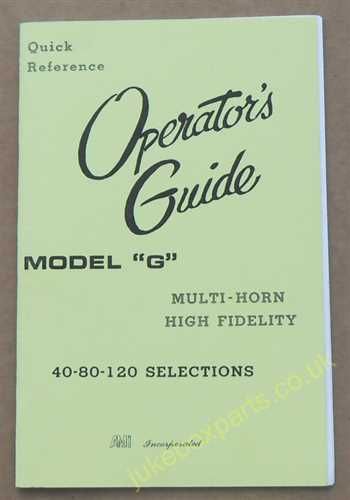 Quick
Reference
Operator's
Guide
MODEL "G"
MULTI-HORN
HIGH FIDELITY
40-80-120 SELECTIONS
AMI Incorporated
jukeboxparts.co.uk